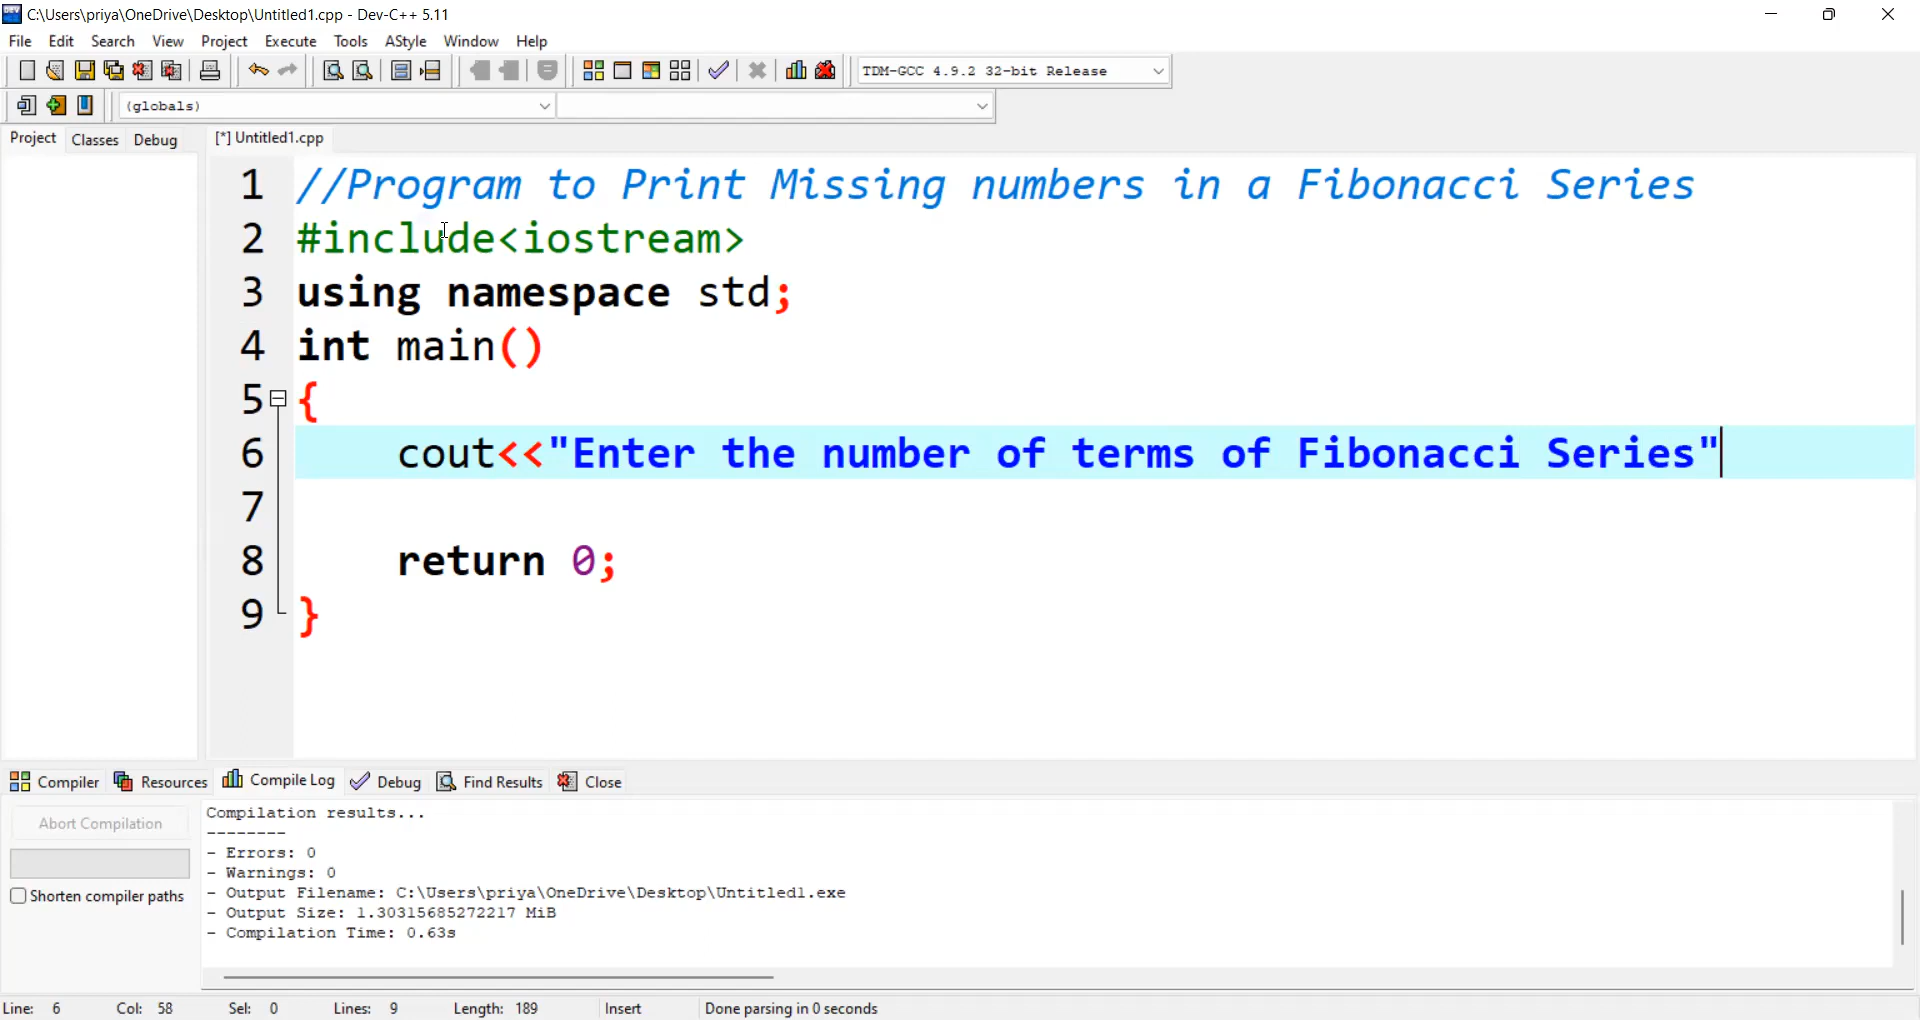 C:\Users\priya\OneDrive\Desktop\Untitled1.cpp - Dev-C++ 5.11
File Edit Search View Project Execute Tools AStyle Window Help
TDM-GCC 4.9.2 32-bit Release
(globals)
Project Classes Debug [*] Untitled1.cpp
1 //Program to Print Missing numbers in a Fibonacci Series
2 #include<iostream>
3 using namespace std;
4 int main()
5 {
6 cout<<"Enter the number of terms of Fibonacci Series"
7
8 return 0;
9 }
Compiler Resources Compile Log Debug Find Results Close
Abort Compilation
Shorten compiler paths
Compilation results...
--------
- Errors: 0
- Warnings: 0
- Output Filename: C:\Users\priya\OneDrive\Desktop\Untitled1.exe
- Output Size: 1.30315685272217 MiB
- Compilation Time: 0.63s
Line: 6 Col: 58 Sel: 0 Lines: 9 Length: 189 Insert Done parsing in 0 seconds